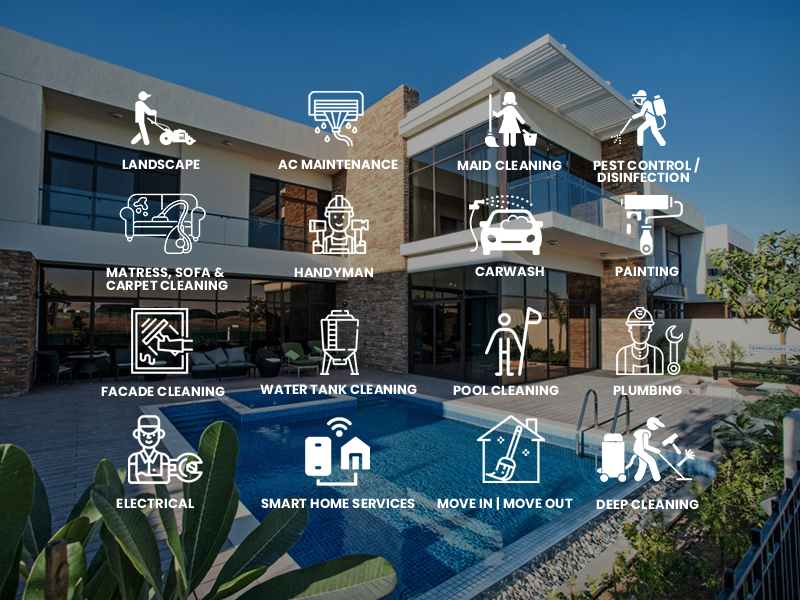 LANDSCAPE
AC MAINTENANCE
MAID CLEANING
PEST CONTROL /
DISINFECTION
MATRESS, SOFA &
CARPET CLEANING
HANDYMAN
CARWASH
PAINTING
FACADE CLEANING
WATER TANK CLEANING
POOL CLEANING
PLUMBING
ELECTRICAL
SMART HOME SERVICES
MOVE IN | MOVE OUT
DEEP CLEANING